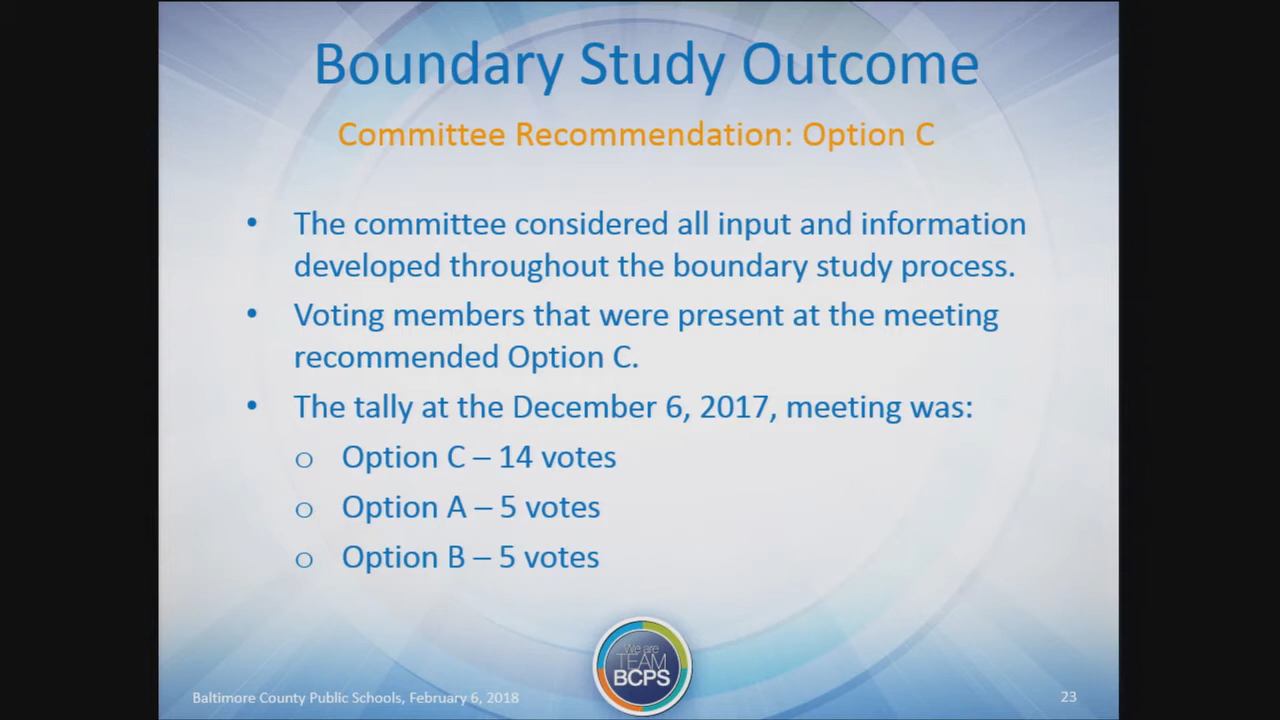 Boundary Study Outcome
Committee Recommendation: Option C
• The committee considered all input and information
developed throughout the boundary study process.
• Voting members that were present at the meeting
recommended Option C.
• The tally at the December 6, 2017, meeting was:
o Option C – 14 votes
o Option A – 5 votes
o Option B – 5 votes
We are
TEAM
BCPS
Baltimore County Public Schools, February 6, 2018
23